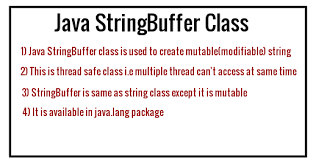 Java StringBuffer Class
1) Java StringBuffer class is used to create mutable(modifiable) string
2) This is thread safe class i.e multiple thread can't access at same time
3) StringBuffer is same as string class except it is mutable
4) It is available in java.lang package